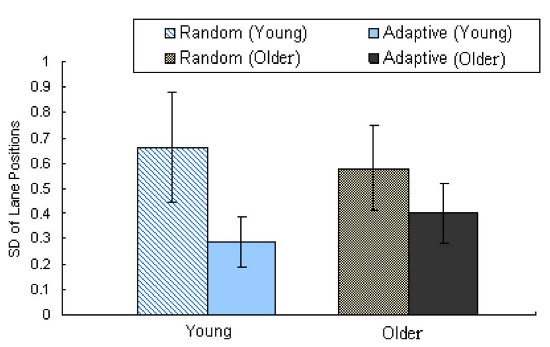 Random (Young) Adaptive (Young)
Random (Older) Adaptive (Older)
SD of Lane Positions
1
0.9
0.8
0.7
0.6
0.5
0.4
0.3
0.2
0.1
0
Young Older